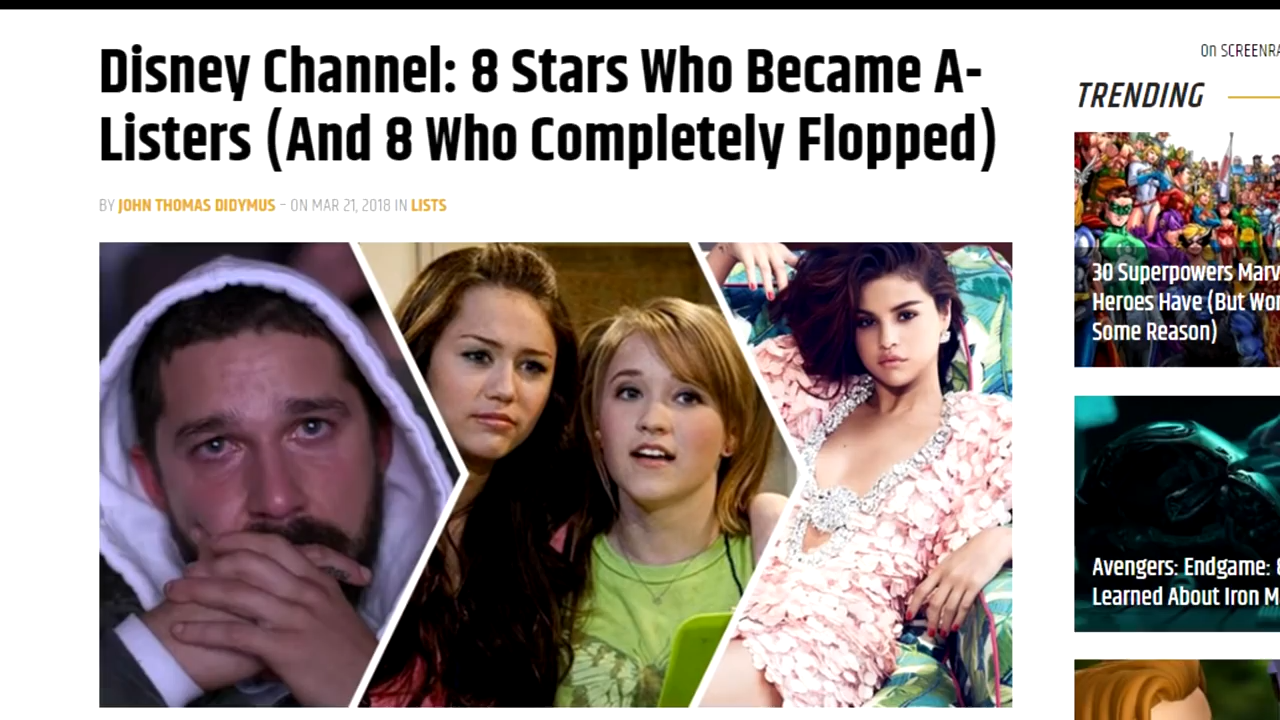 Disney Channel: 8 Stars Who Became A-
Listers (And 8 Who Completely Flopped)
BY JOHN THOMAS DIDYMUS - ON MAR 21, 2018 IN LISTS
On SCREENRA
TRENDING
30 Superpowers Marv
Heroes Have (But Wo
Some Reason)
Avengers: Endgame:
Learned About Iron M